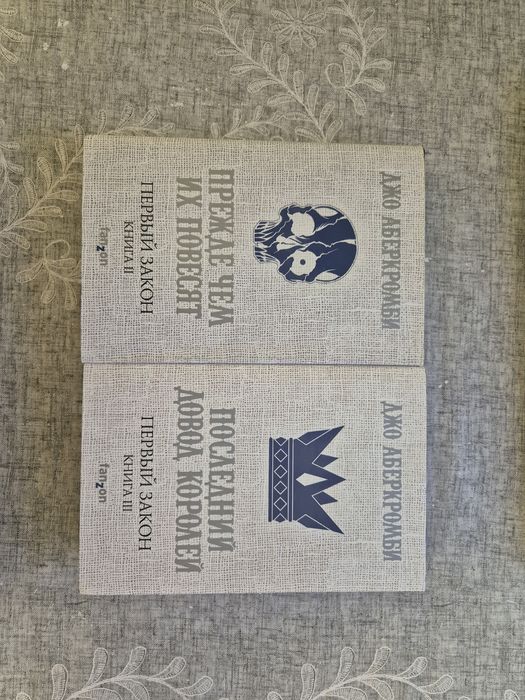 ДЖО АБЕРКРОМБИ
ПРЕЖДЕ ЧЕМ
ИХ ПОВЕСЯТ
ПЕРВЫЙ ЗАКОН
КНИГА II
fanzon
ДЖО АБЕРКРОМБИ
ПОСЛЕДНИЙ
ДОВОД КОРОЛЕЙ
ПЕРВЫЙ ЗАКОН
КНИГА III
fanzon